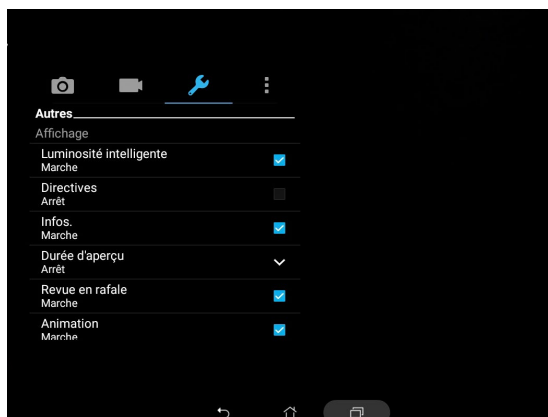 Autres
Affichage
Luminosité intelligente
Marche
Directives
Arrêt
Infos.
Marche
Durée d'aperçu
Arrêt
Revue en rafale
Marche
Animation
Marche